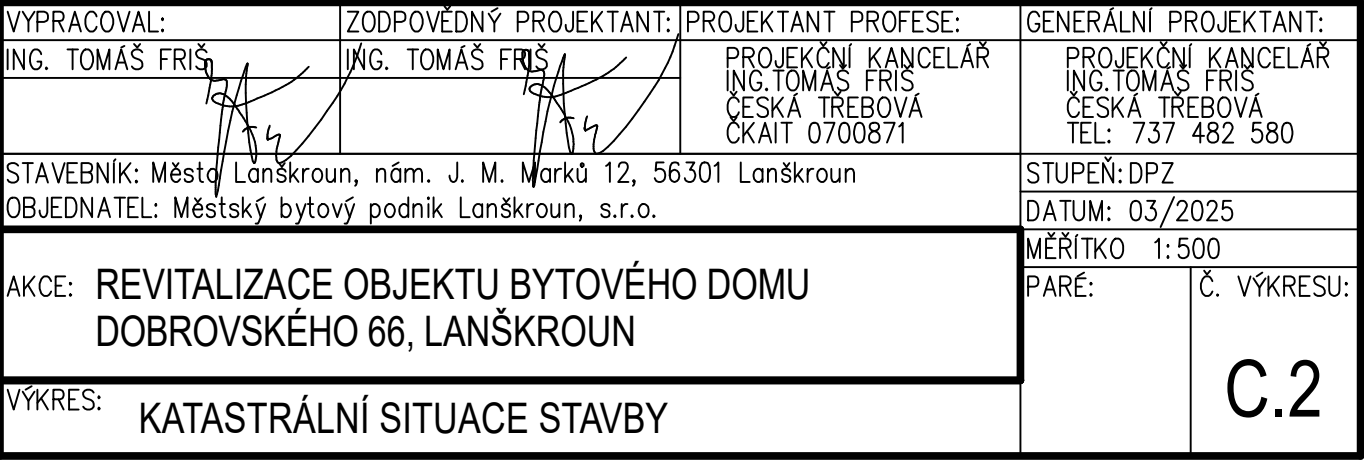 VYPRACOVAL:
ING. TOMÁŠ FRIŠ
ZODPOVĚDNÝ PROJEKTANT:
ING. TOMÁŠ FRIŠ
PROJEKTANT PROFESE:
PROJEKČNÍ KANCELÁŘ
ING.TOMÁŠ FRIŠ
ČESKÁ TŘEBOVÁ
ČKAIT 0700871
GENERÁLNÍ PROJEKTANT:
PROJEKČNÍ KANCELÁŘ
ING.TOMÁŠ FRIŠ
ČESKÁ TŘEBOVÁ
TEL: 737 482 580
STAVEBNÍK: Město Lanškroun, nám. J. M. Marků 12, 56301 Lanškroun
OBJEDNATEL: Městský bytový podnik Lanškroun, s.r.o.
STUPEŇ: DPZ
DATUM: 03/2025
MĚŘÍTKO 1:500
AKCE: REVITALIZACE OBJEKTU BYTOVÉHO DOMU
DOBROVSKÉHO 66, LANŠKROUN
PARÉ:
Č. VÝKRESU:
C.2
VÝKRES: KATASTRÁLNÍ SITUACE STAVBY